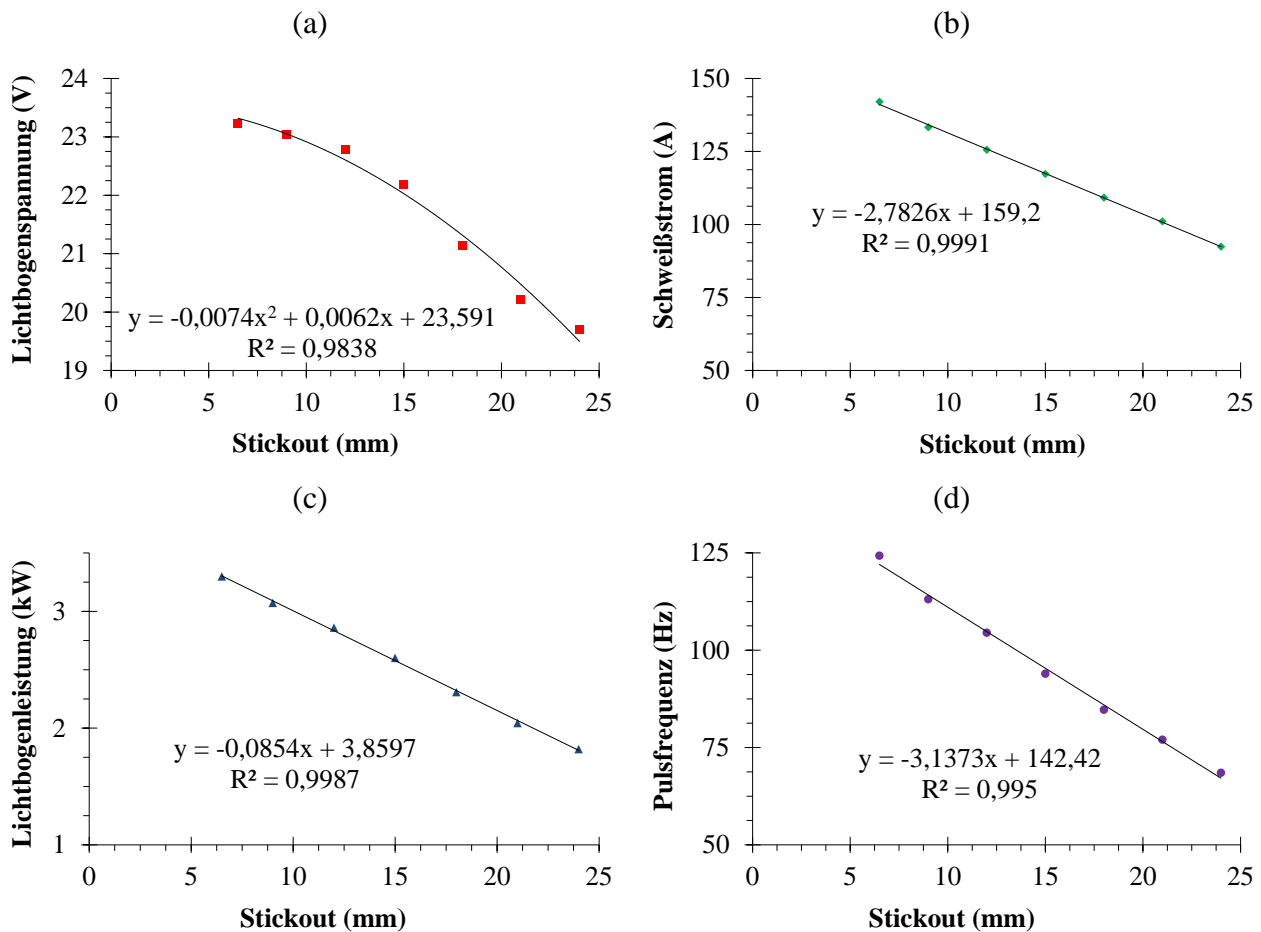 (a)
Lichtbogenspannung (V)
24
23
22
21
20
19
y = -0,0074x² + 0,0062x + 23,591
R² = 0,9838
0 5 10 15 20 25
Stickout (mm)
(b)
Schweißstrom (A)
150
125
100
75
50
y = -2,7826x + 159,2
R² = 0,9991
0 5 10 15 20 25
Stickout (mm)
(c)
Lichtbogenleistung (kW)
3
2
1
y = -0,0854x + 3,8597
R² = 0,9987
0 5 10 15 20 25
Stickout (mm)
(d)
Pulsfrequenz (Hz)
125
100
75
50
y = -3,1373x + 142,42
R² = 0,995
0 5 10 15 20 25
Stickout (mm)